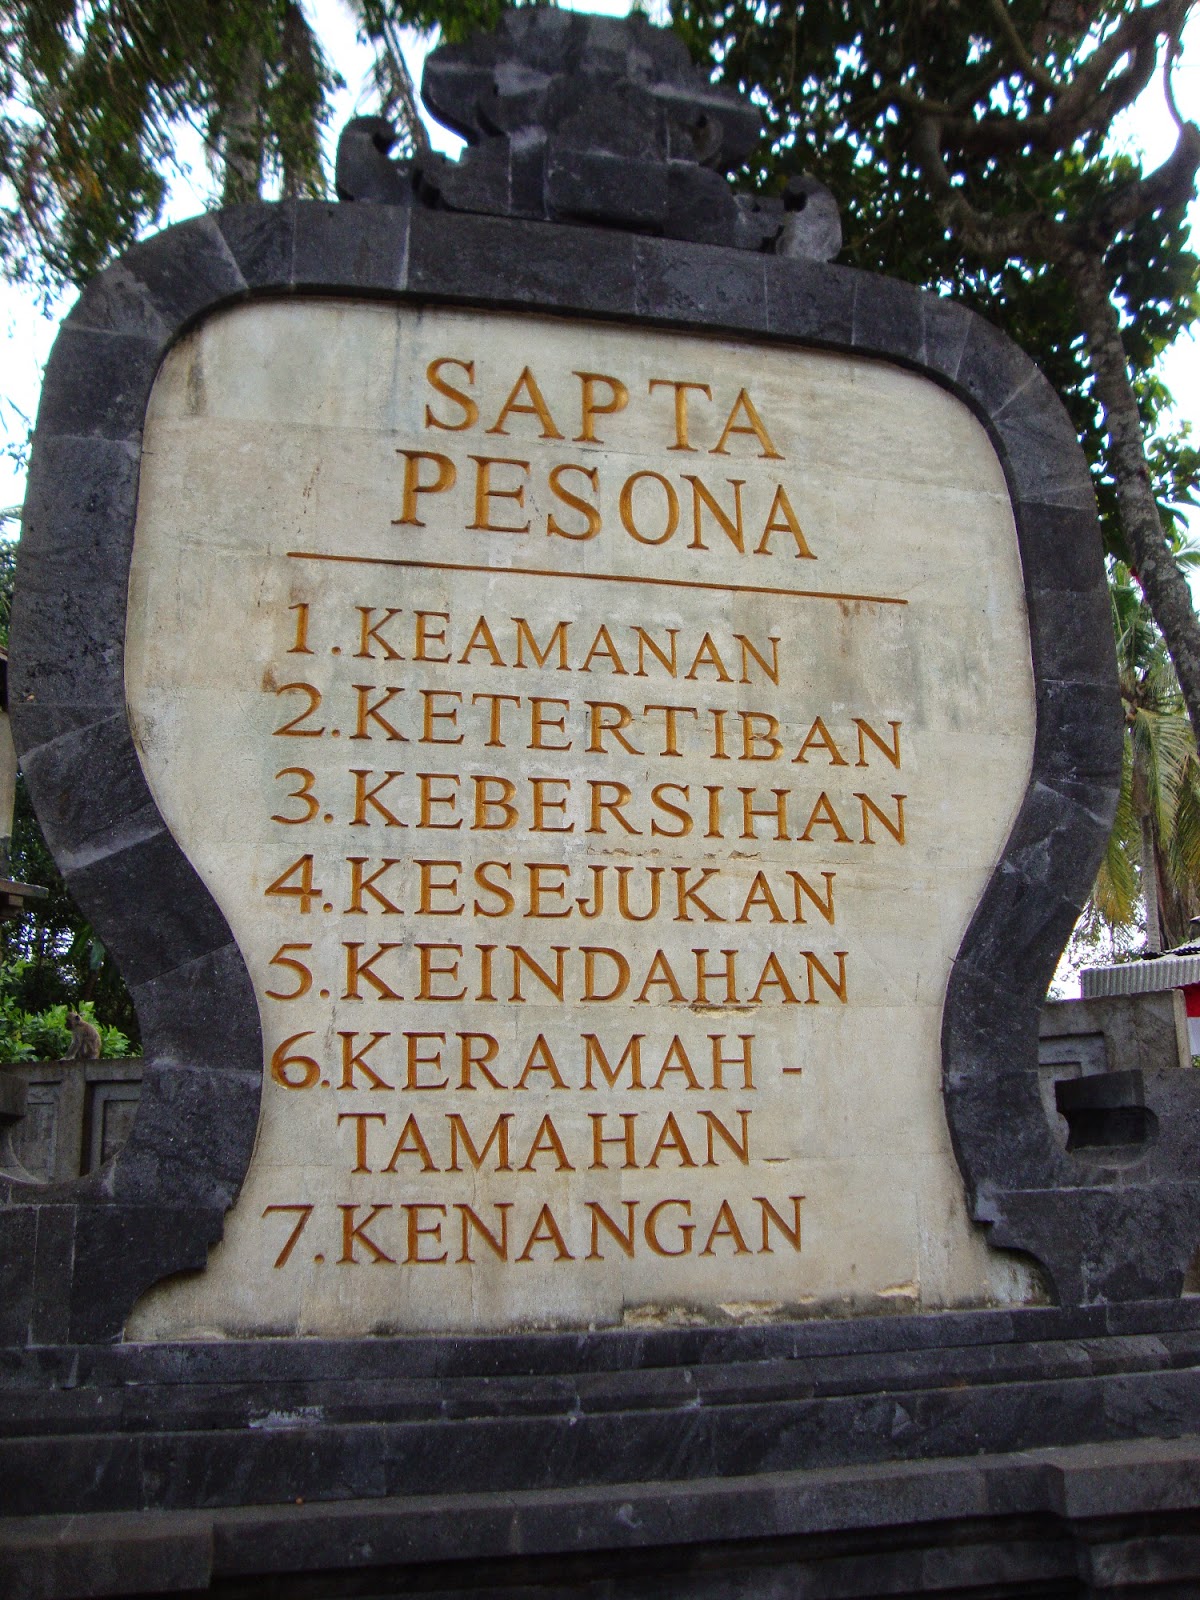 SAPTA
PESONA
1. KEAMANAN
2. KETERTIBAN
3. KEBERSIHAN
4. KESEJUKAN
5. KEINDAHAN
6. KERAMAH -
TAMAHAN
7. KENANGAN